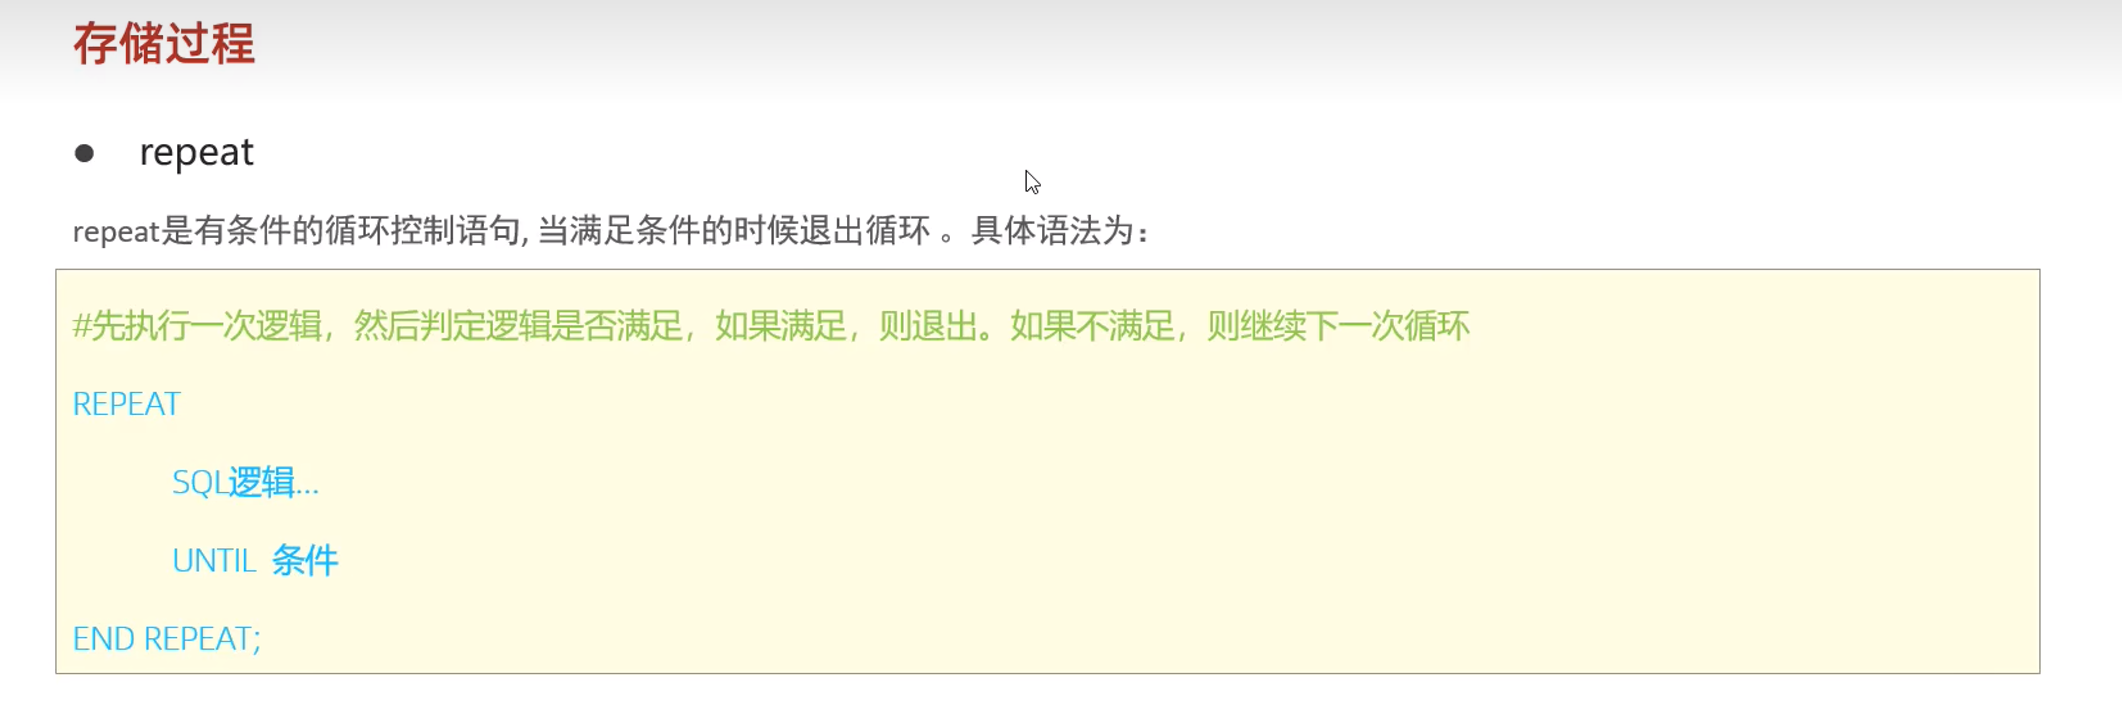 存储过程
● repeat
repeat是有条件的循环控制语句, 当满足条件的时候退出循环 。具体语法为：
#先执行一次逻辑，然后判定逻辑是否满足，如果满足，则退出。如果不满足，则继续下一次循环
REPEAT
SQL逻辑...
UNTIL 条件
END REPEAT;